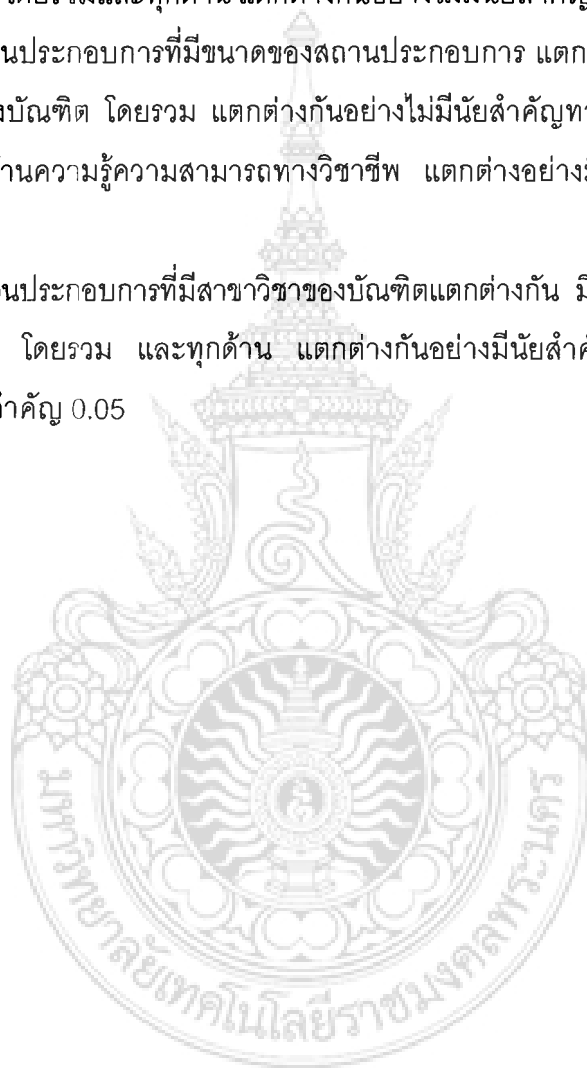 นประกอบการที่มีขนาดของสถานประกอบการ แตก
งบัณฑิต โดยรวม แตกต่างกันอย่างไม่มีนัยสำคัญทา
้านความรู้ความสามารถทางวิชาชีพ แตกต่างอย่างมี
นประกอบการที่มีสาขาวิชาของบัณฑิตแตกต่างกัน มี
โดยรวม และทุกด้าน แตกต่างกันอย่างมีนัยสำคั
สำคัญ 0.05
มหาวิทยาลัยเทคโนโลยีราชมงคลพระนคร